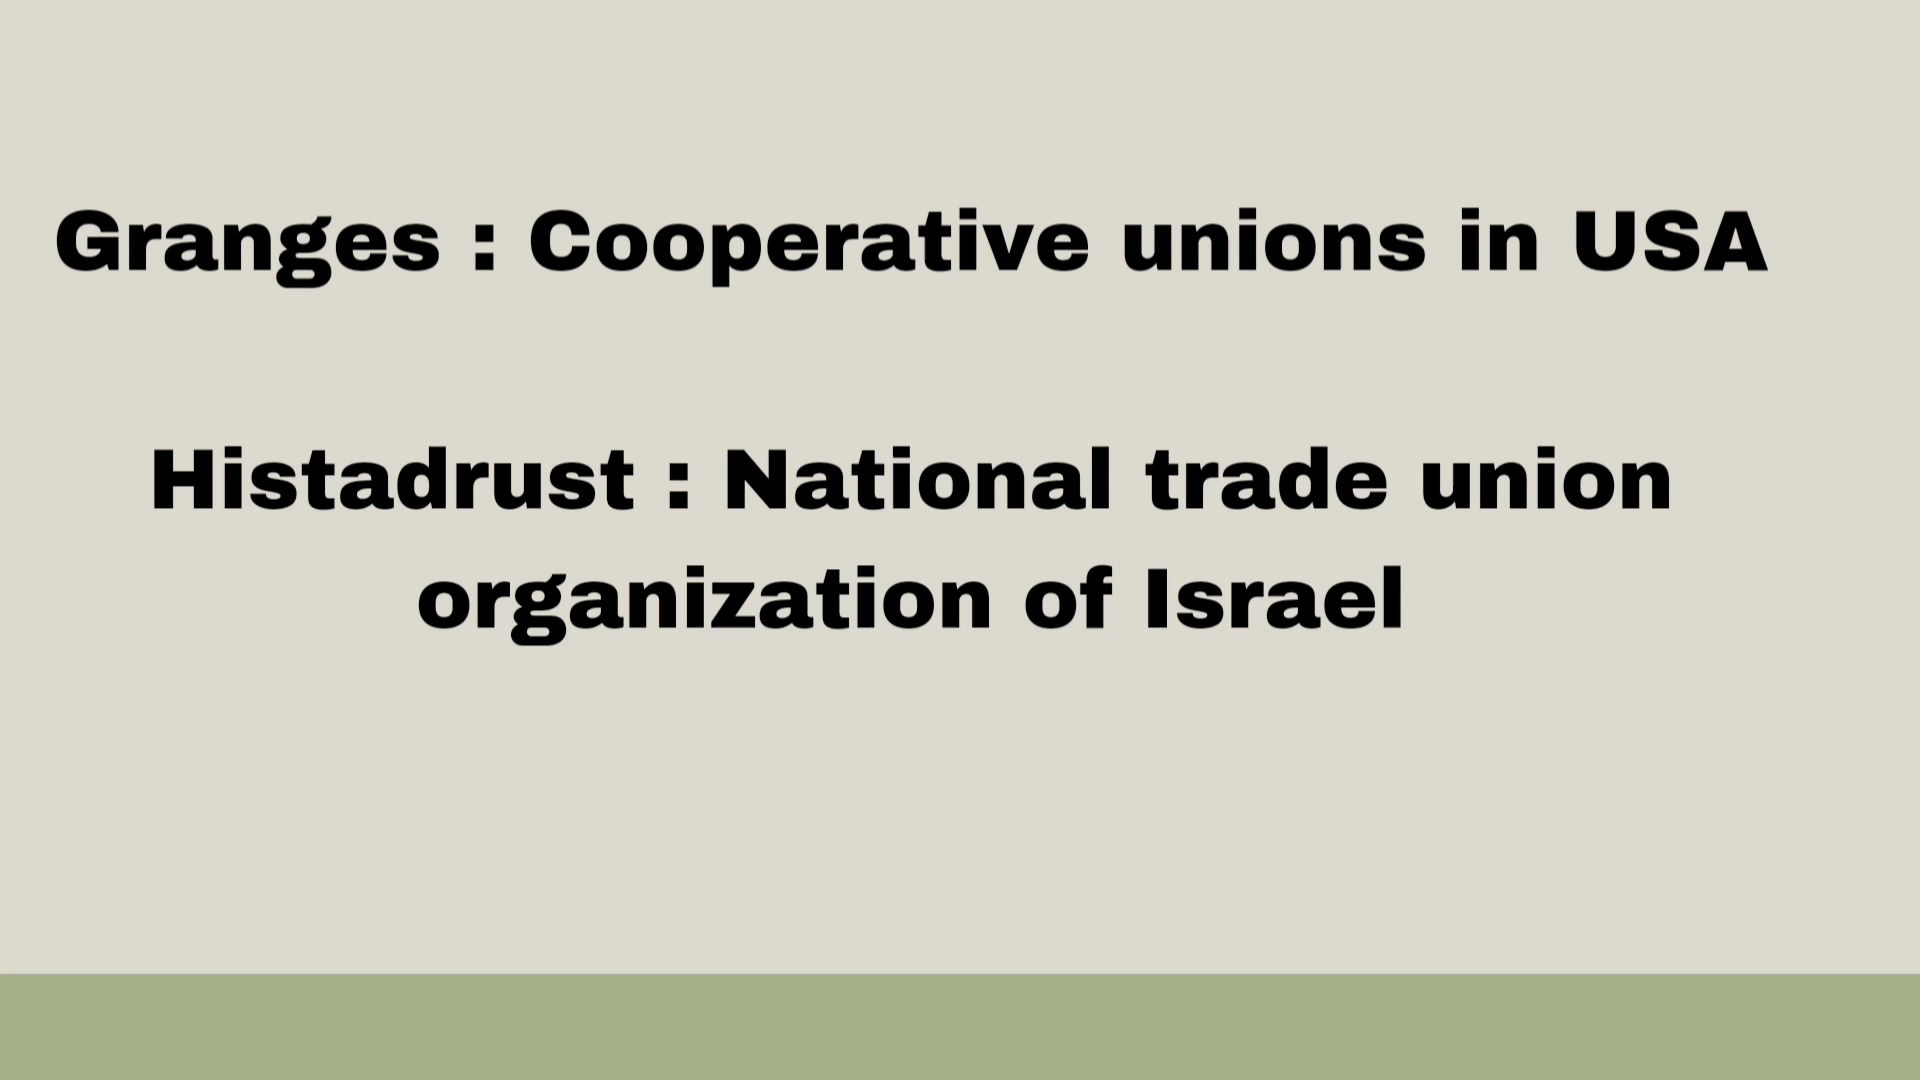 Granges : Cooperative unions in USA
Histadrust : National trade union
organization of Israel